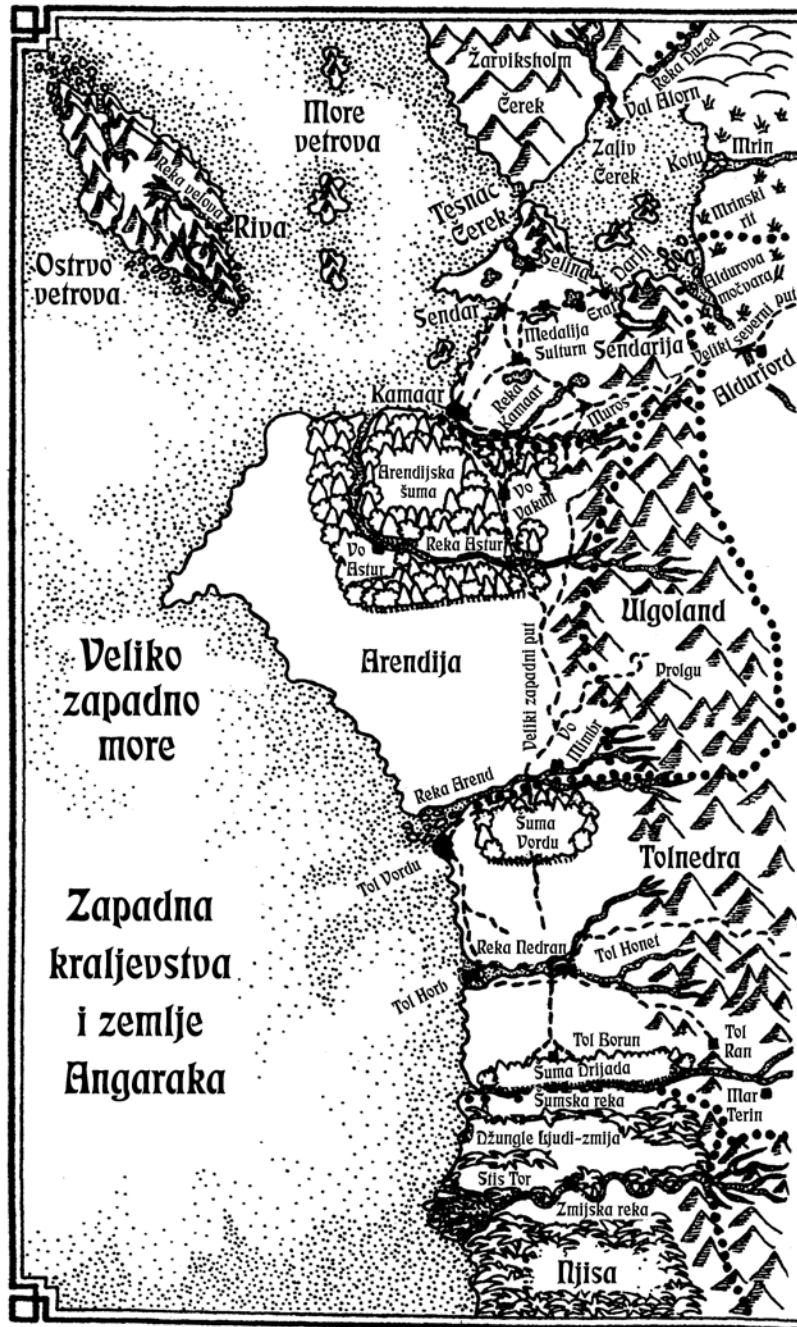 Žarviksholm
Čerek
Reka Duzed
Val Alorn
More
vetrova
Zaliv
Čerek
Kotu
Mrin
Reka velova
Riva
Tesnac
Čerek
Mrinski
rit
Ostrvo
vetrova
Selina
Darin
Aldurova
močvara
Sendar
Erat
Medalija
Sulturn
Sendarija
Veliki severni put
Aldurford
Kamaar
Reka
Kamaar
Muros
Arendijska
šuma
Vo
Vakun
Vo
Astur
Reka Astur
Ulgoland
Veliko
zapadno
more
Arendija
Veliki zapadni put
Prolgu
Vo
Mimbr
Reka Arend
Šuma
Vordu
Tol Vordu
Tolnedra
Zapadna
kraljevstva
i zemlje
Angaraka
Reka Nedran
Tol Honet
Tol Horb
Tol Borun
Tol
Ran
Šuma Drijada
Šumska reka
Mar
Terin
Džungle Ljudi-zmija
Stis Tor
Zmijska reka
Njisa